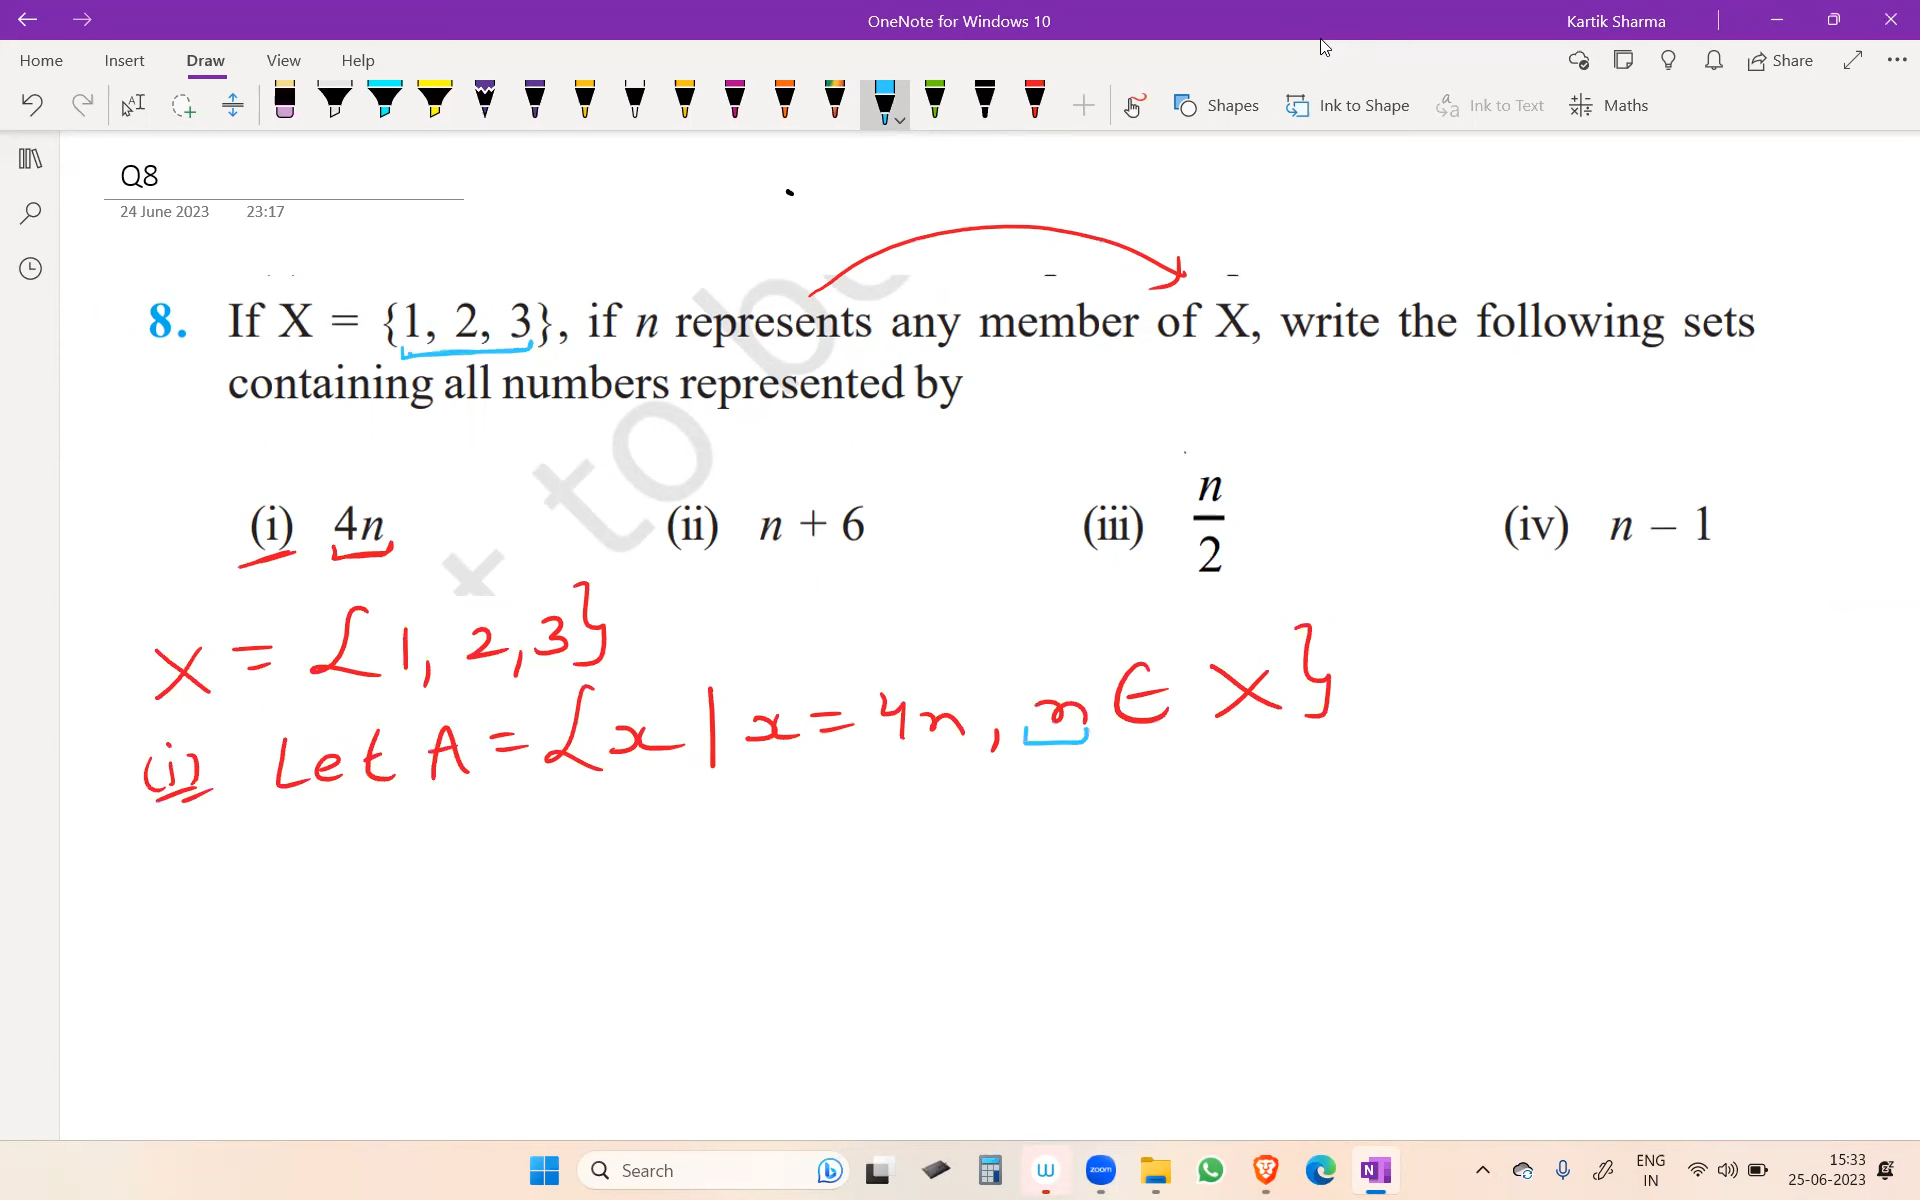 OneNote for Windows 10
Kartik Sharma
Home Insert Draw View Help
Share
Shapes Ink to Shape Ink to Text Maths
Q8
24 June 2023 23:17
8. If X = {1, 2, 3}, if n represents any member of X, write the following sets
containing all numbers represented by
(i) 4n (ii) n + 6 (iii) n/2 (iv) n – 1
to be
X = {1, 2, 3}
(i) Let A = {x | x = 4n, n ∈ X}
Search
zoom
ENG
IN
15:33
25-06-2023